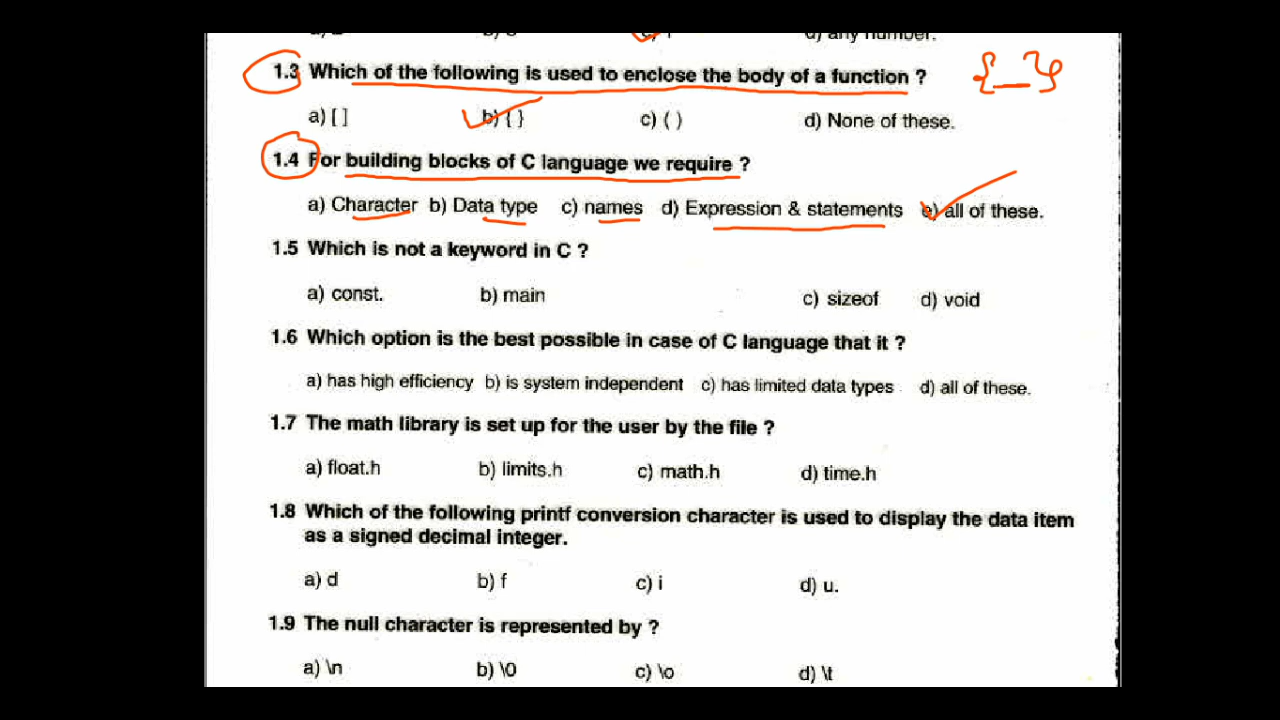 d) any number.
1.3 Which of the following is used to enclose the body of a function ? { }
a) [ ] b) { } c) ( ) d) None of these.
1.4 For building blocks of C language we require ?
a) Character b) Data type c) names d) Expression & statements e) all of these.
1.5 Which is not a keyword in C ?
a) const. b) main c) sizeof d) void
1.6 Which option is the best possible in case of C language that it ?
a) has high efficiency b) is system independent c) has limited data types d) all of these.
1.7 The math library is set up for the user by the file ?
a) float.h b) limits.h c) math.h d) time.h
1.8 Which of the following printf conversion character is used to display the data item
as a signed decimal integer.
a) d b) f c) i d) u.
1.9 The null character is represented by ?
a) \n b) \0 c) \o d) \t